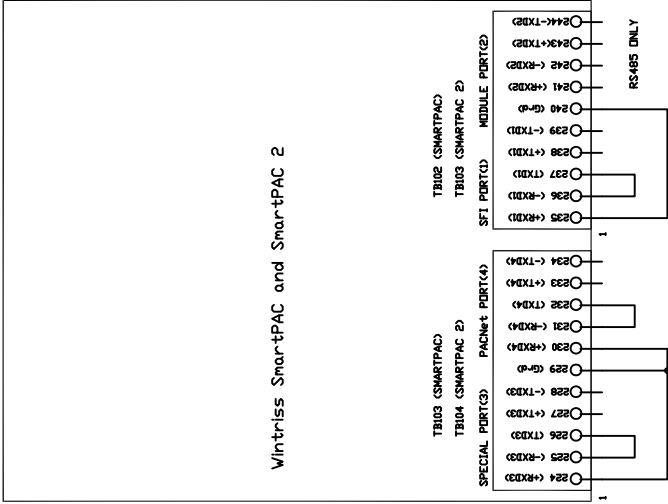 Wintriss SmartPAC and SmartPAC 2
TB102 (SMARTPAC)
TB103 (SMARTPAC 2)
SFI PORT(1)
MODULE PORT(2)
244(-TXD2)
243(+TXD2)
242 (-RXD2)
241 (+RXD2)
240 (Grd)
239 (-TXD1)
238 (+TXD1)
237 (TXD1)
236 (-RXD1)
235 (+RXD1)
RS485 ONLY
1
TB103 (SMARTPAC)
TB104 (SMARTPAC 2)
SPECIAL PORT(3)
PACNet PORT(4)
234 (-TXD4)
233 (+TXD4)
232 (TXD4)
231 (-RXD4)
230 (+RXD4)
229 (Grd)
228 (-TXD3)
227 (+TXD3)
226 (TXD3)
225 (-RXD3)
224 (+RXD3)
1